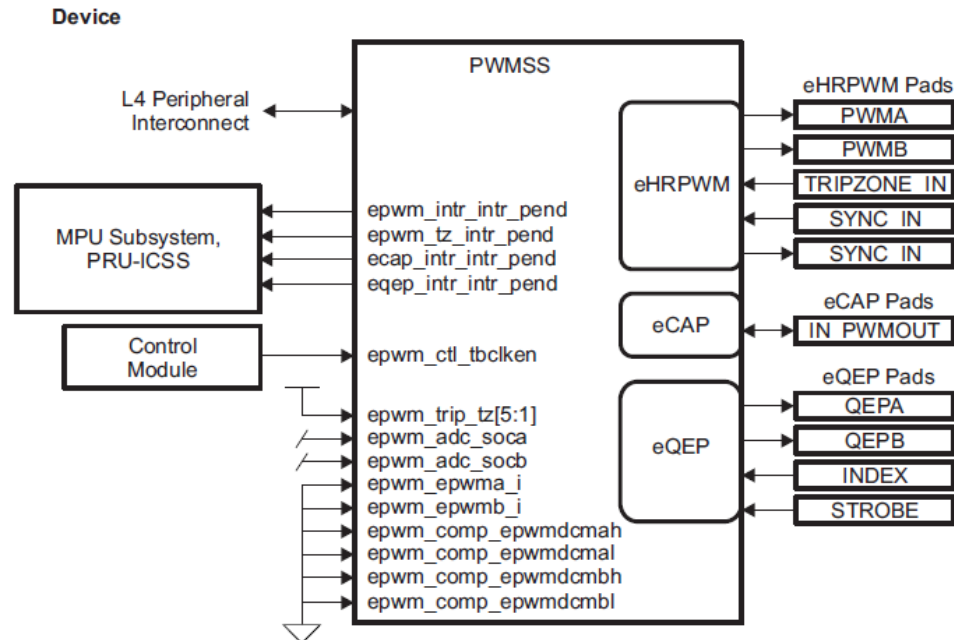 Device
PWMSS
L4 Peripheral
Interconnect
MPU Subsystem,
PRU-ICSS
epwm_intr_intr_pend
epwm_tz_intr_pend
ecap_intr_intr_pend
eqep_intr_intr_pend
Control
Module
epwm_ctl_tbclken
epwm_trip_tz[5:1]
epwm_adc_soca
epwm_adc_socb
epwm_epwma_i
epwm_epwmb_i
epwm_comp_epwmdcmah
epwm_comp_epwmdcmal
epwm_comp_epwmdcmbh
epwm_comp_epwmdcmbl
eHRPWM
eCAP
eQEP
eHRPWM Pads
PWMA
PWMB
TRIPZONE_IN
SYNC_IN
SYNC_IN
eCAP Pads
IN_PWMOUT
eQEP Pads
QEPA
QEPB
INDEX
STROBE